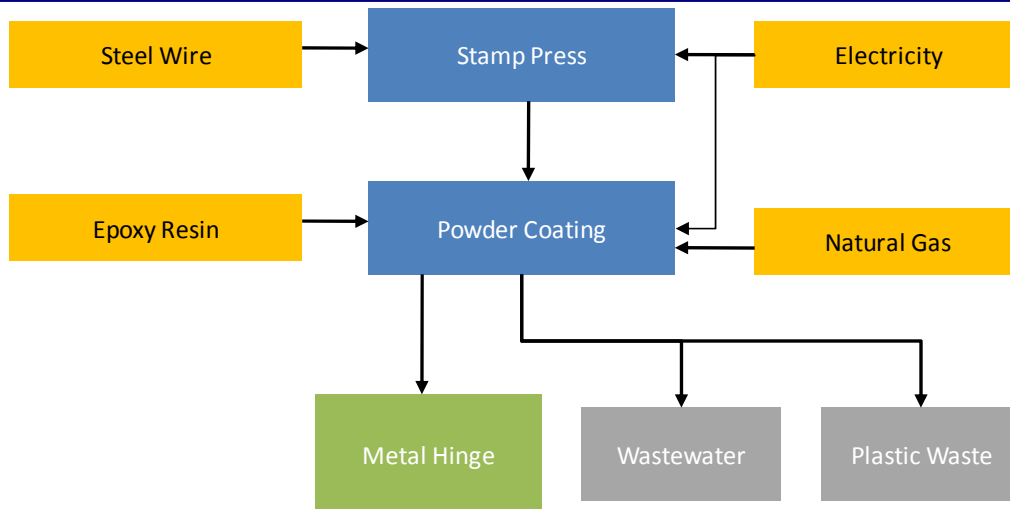 Steel Wire
Stamp Press
Electricity
Epoxy Resin
Powder Coating
Natural Gas
Metal Hinge
Wastewater
Plastic Waste